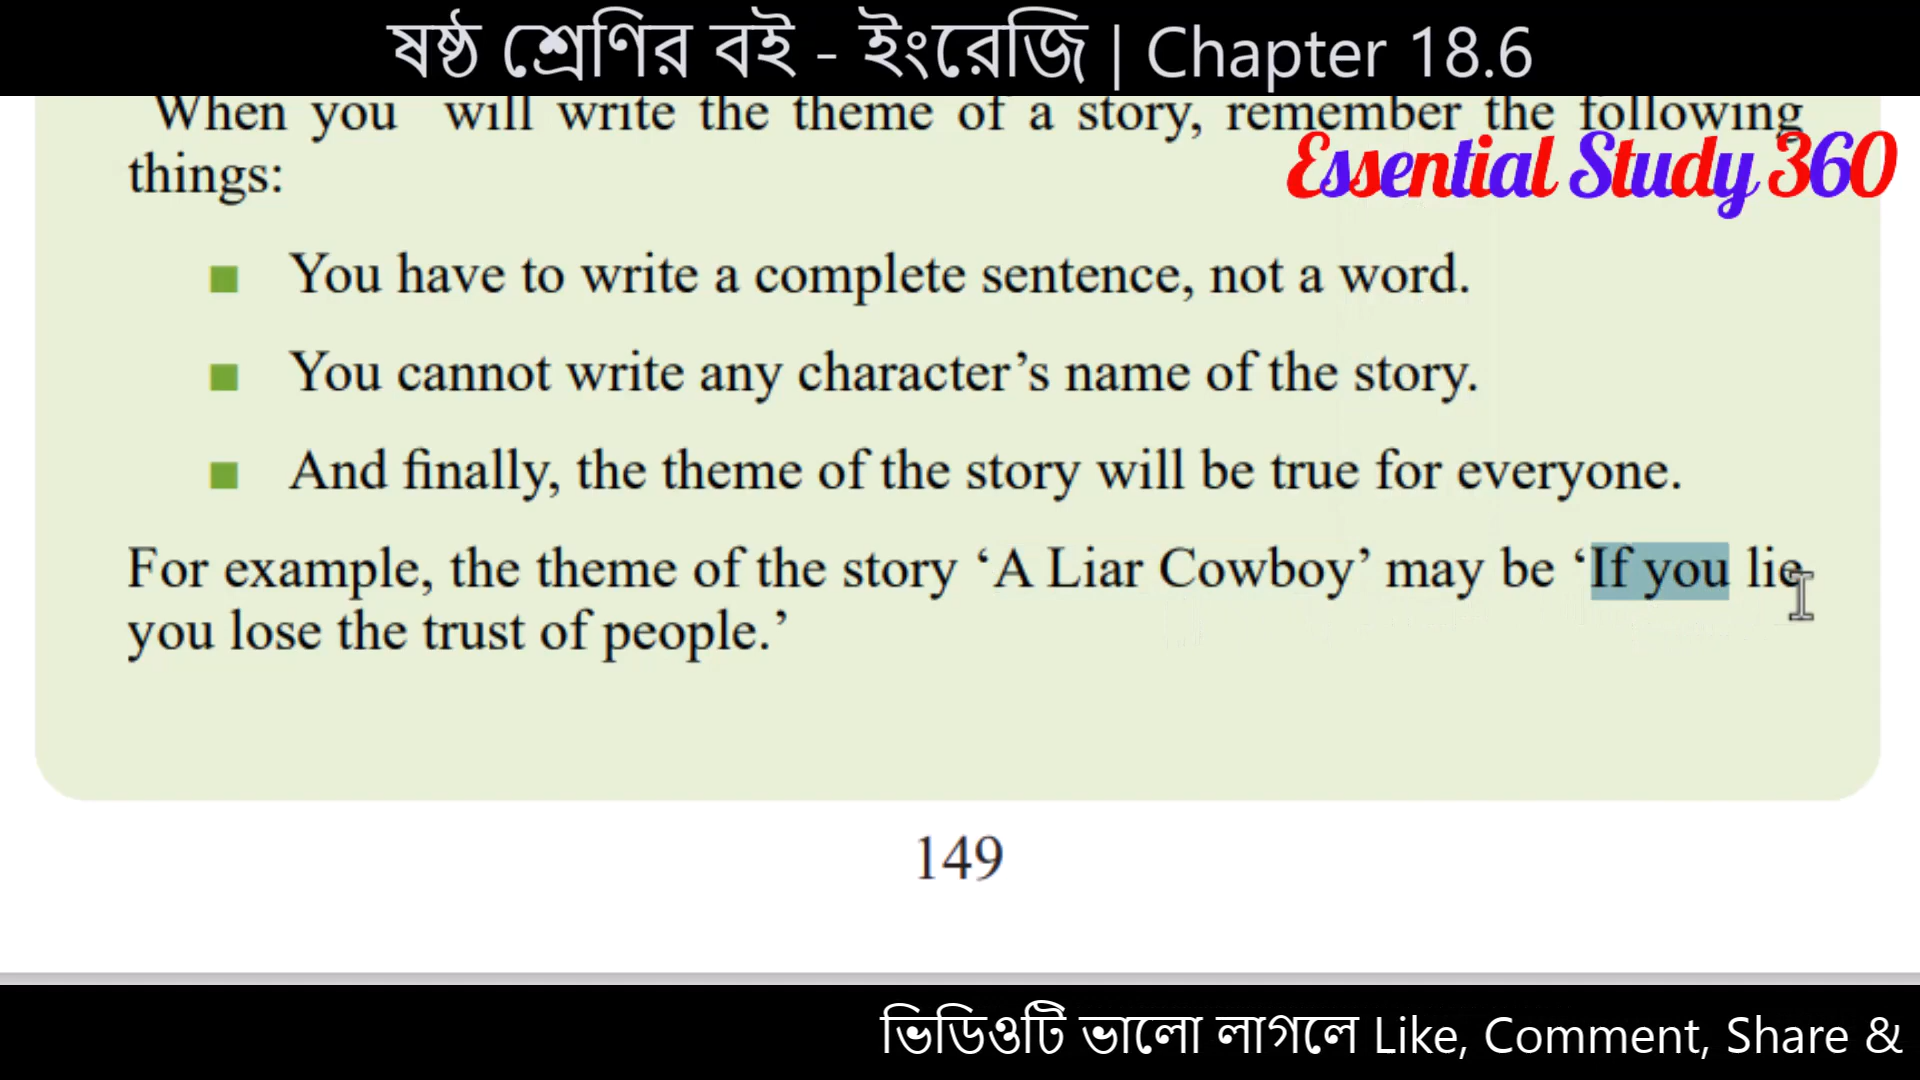 ষষ্ঠ শ্রেণির বই - ইংরেজি | Chapter 18.6
When you will write the theme of a story, remember the following
things:
Essential Study 360
You have to write a complete sentence, not a word.
You cannot write any character’s name of the story.
And finally, the theme of the story will be true for everyone.
For example, the theme of the story ‘A Liar Cowboy’ may be ‘If you lie
you lose the trust of people.’
149
ভিডিওটি ভালো লাগলে Like, Comment, Share &